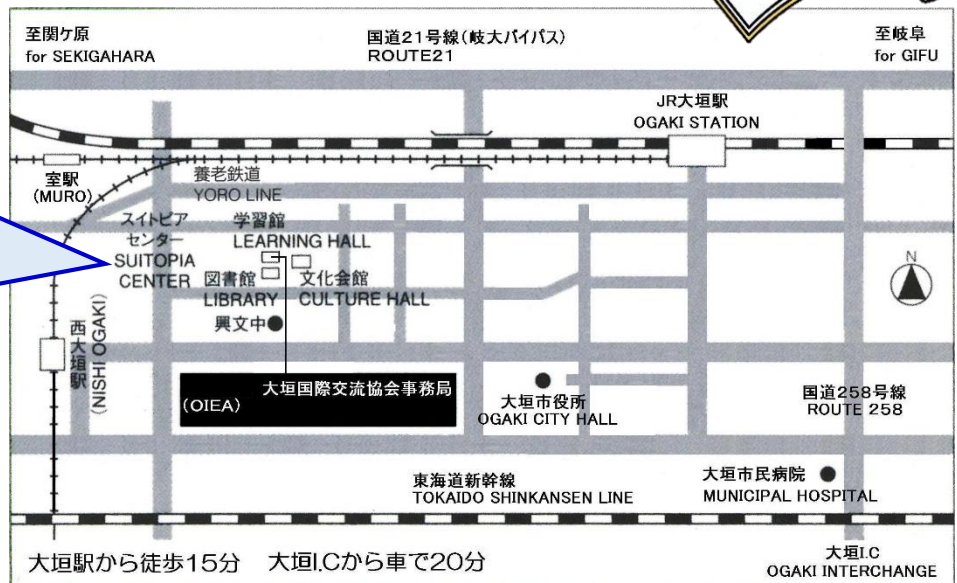 至関ケ原
for SEKIGAHARA
国道21号線(岐大バイパス)
ROUTE21
至岐阜
for GIFU
JR大垣駅
OGAKI STATION
室駅
(MURO)
養老鉄道
YORO LINE
スイトピア
センター
SUITOPIA
CENTER
学習館
LEARNING HALL
図書館
LIBRARY
文化会館
CULTURE HALL
N
興文中
西大垣駅
(NISHI OGAKI)
大垣国際交流協会事務局
(OIEA)
大垣市役所
OGAKI CITY HALL
国道258号線
ROUTE 258
東海道新幹線
TOKAIDO SHINKANSEN LINE
大垣市民病院
MUNICIPAL HOSPITAL
大垣駅から徒歩15分 大垣I.Cから車で20分
大垣I.C
OGAKI INTERCHANGE